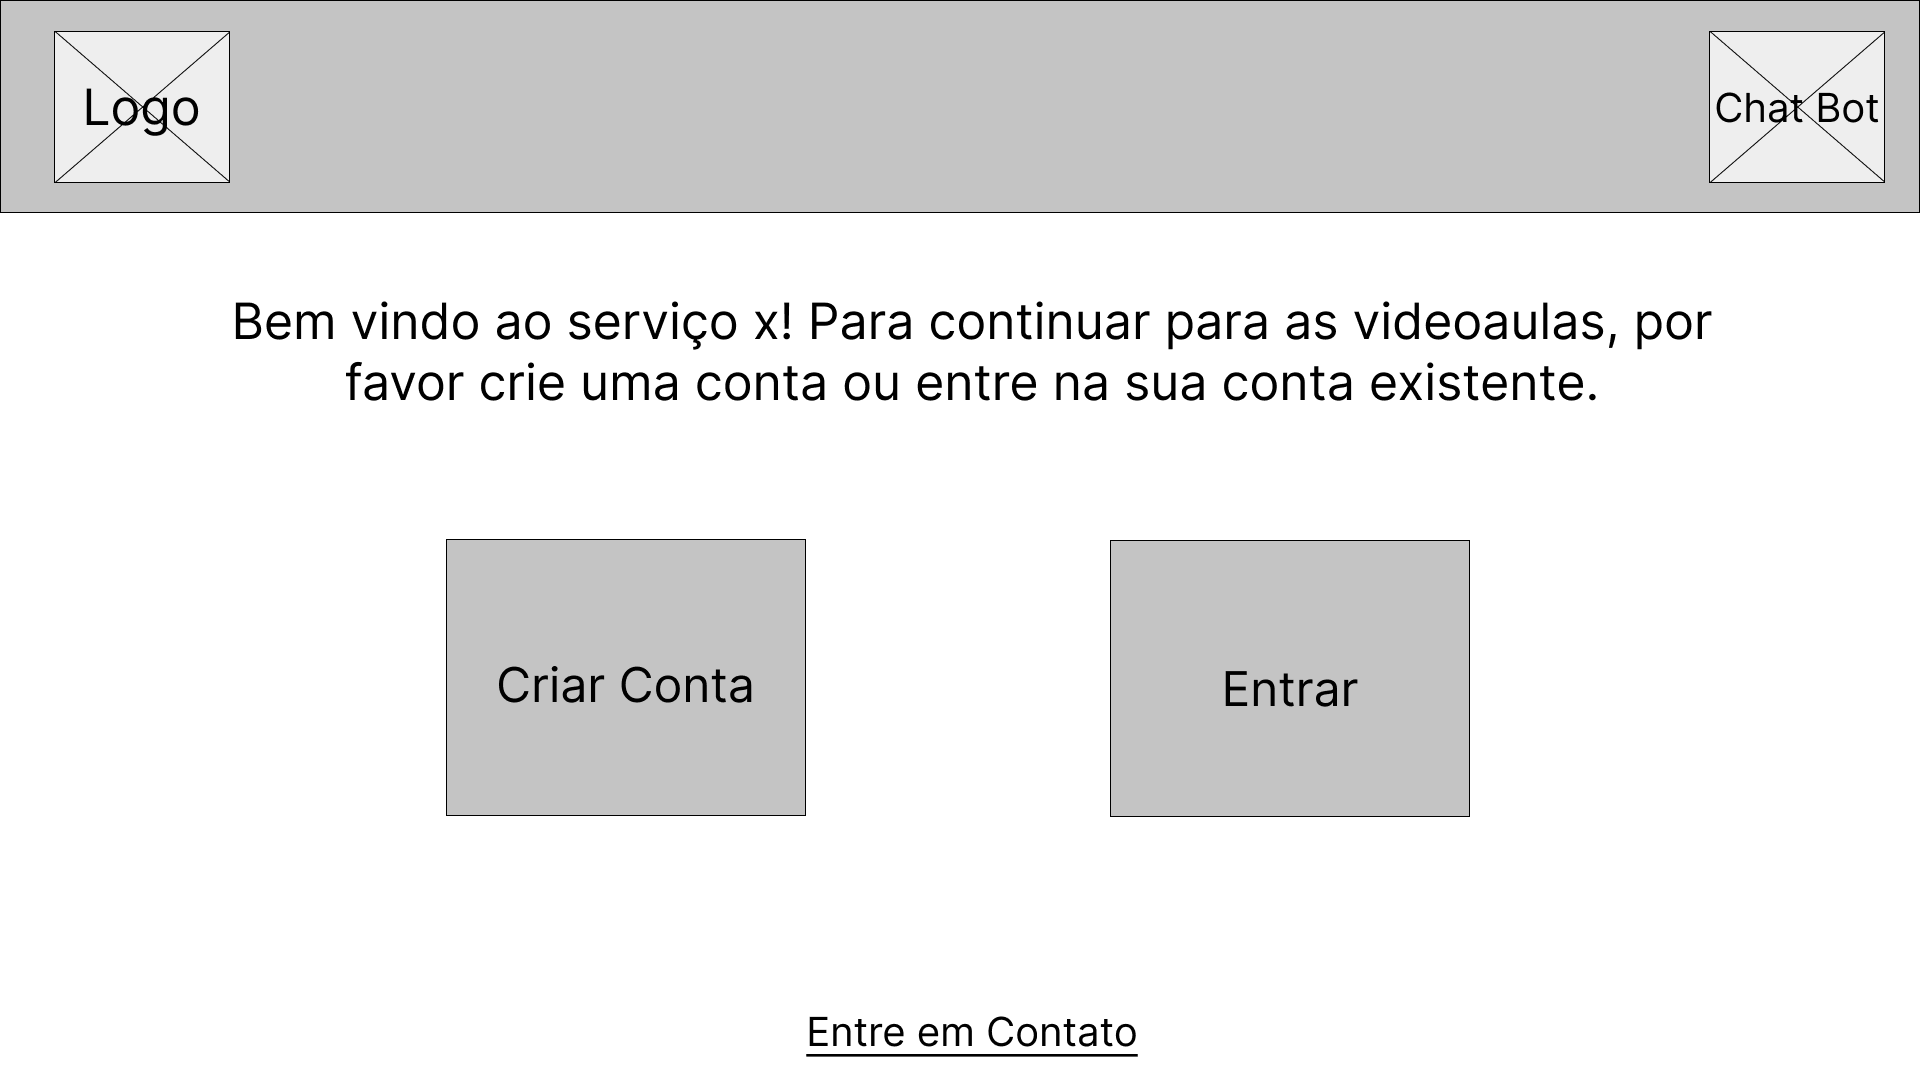 Logo
Chat Bot
Bem vindo ao serviço x! Para continuar para as videoaulas, por
favor crie uma conta ou entre na sua conta existente.
Criar Conta
Entrar
Entre em Contato